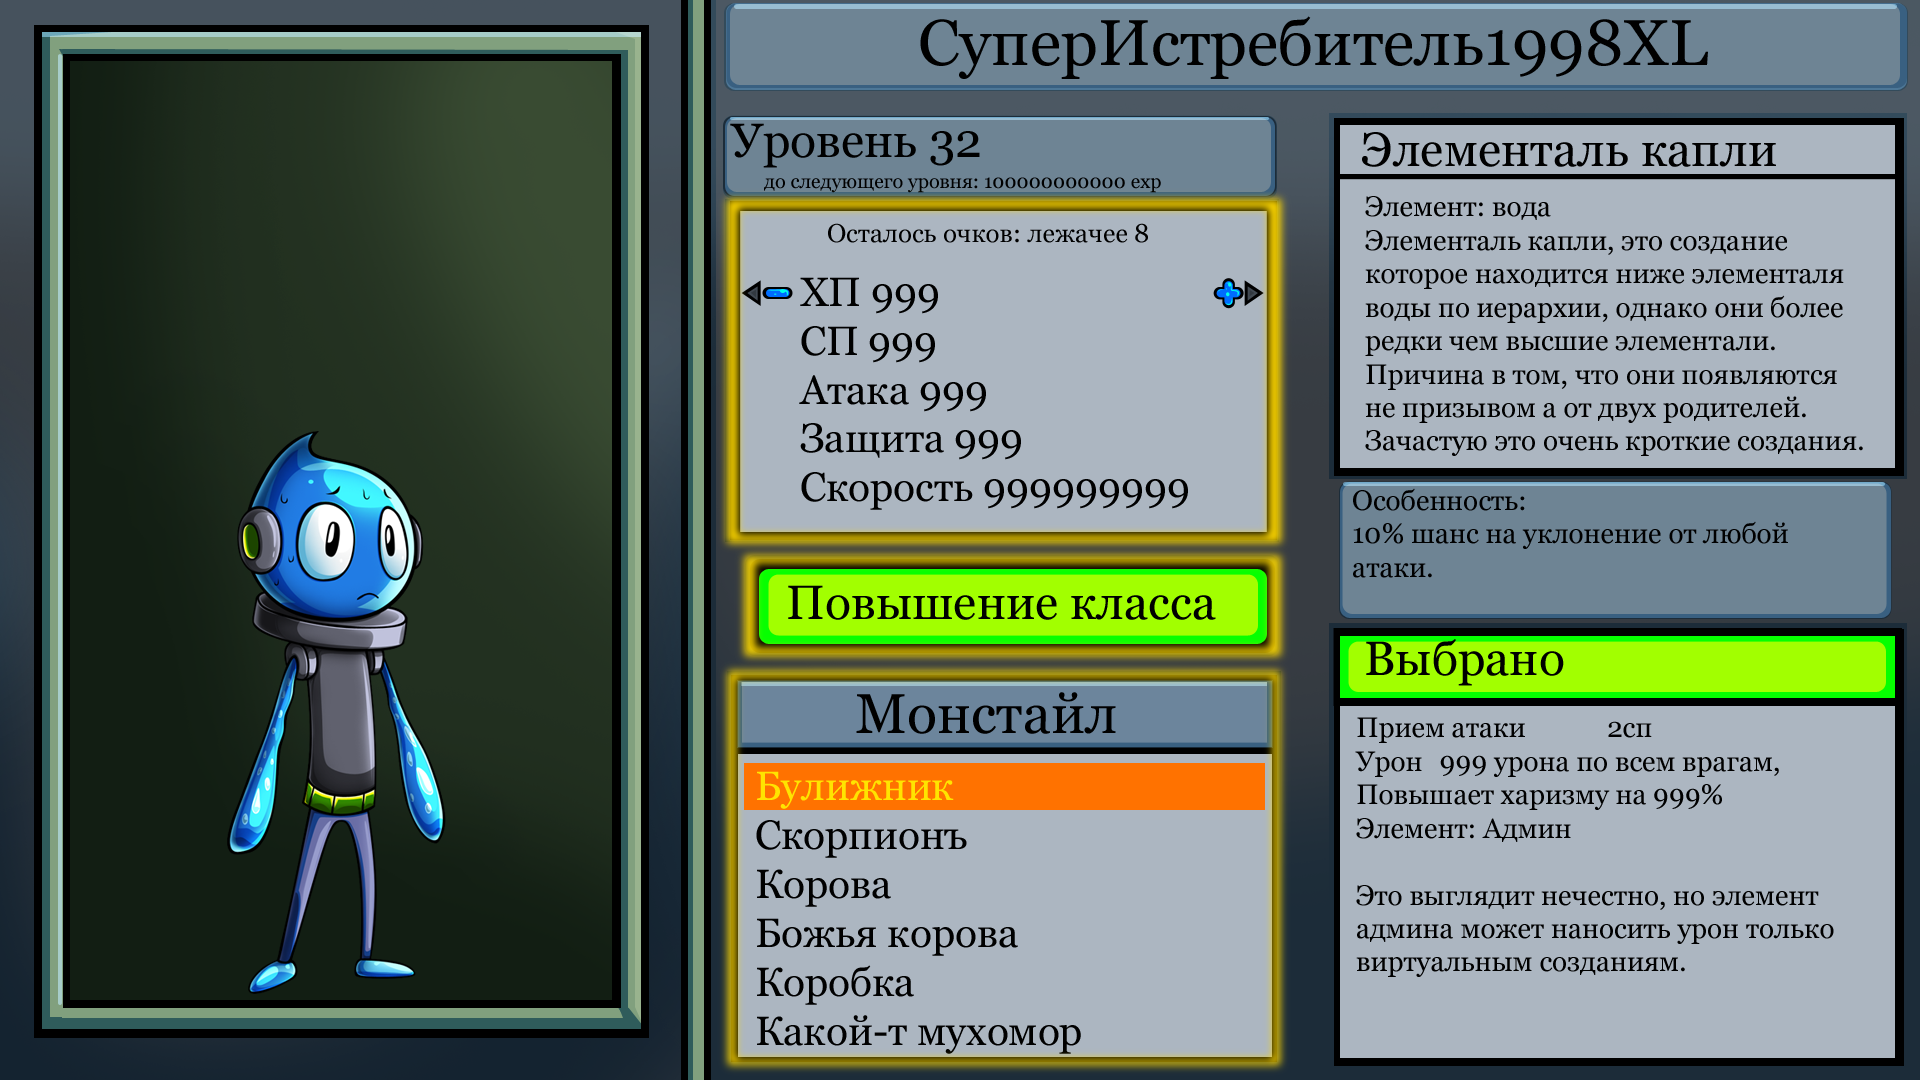 СуперИстребитель1998XL
Уровень 32
до следующего уровня: 100000000000 exp
Осталось очков: лежачее 8
ХП 999
СП 999
Атака 999
Защита 999
Скорость 999999999
Повышение класса
Монстайл
Булижник
Скорпионъ
Корова
Божья корова
Коробка
Какой-т мухомор
Элементаль капли
Элемент: вода
Элементаль капли, это создание
которое находится ниже элементаля
воды по иерархии, однако они более
редки чем высшие элементали.
Причина в том, что они появляются
не призывом а от двух родителей.
Зачастую это очень кроткие создания.
Особенность:
10% шанс на уклонение от любой
атаки.
Выбрано
Прием атаки 2сп
Урон 999 урона по всем врагам,
Повышает харизму на 999%
Элемент: Админ
Это выглядит нечестно, но элемент
админа может наносить урон только
виртуальным созданиям.